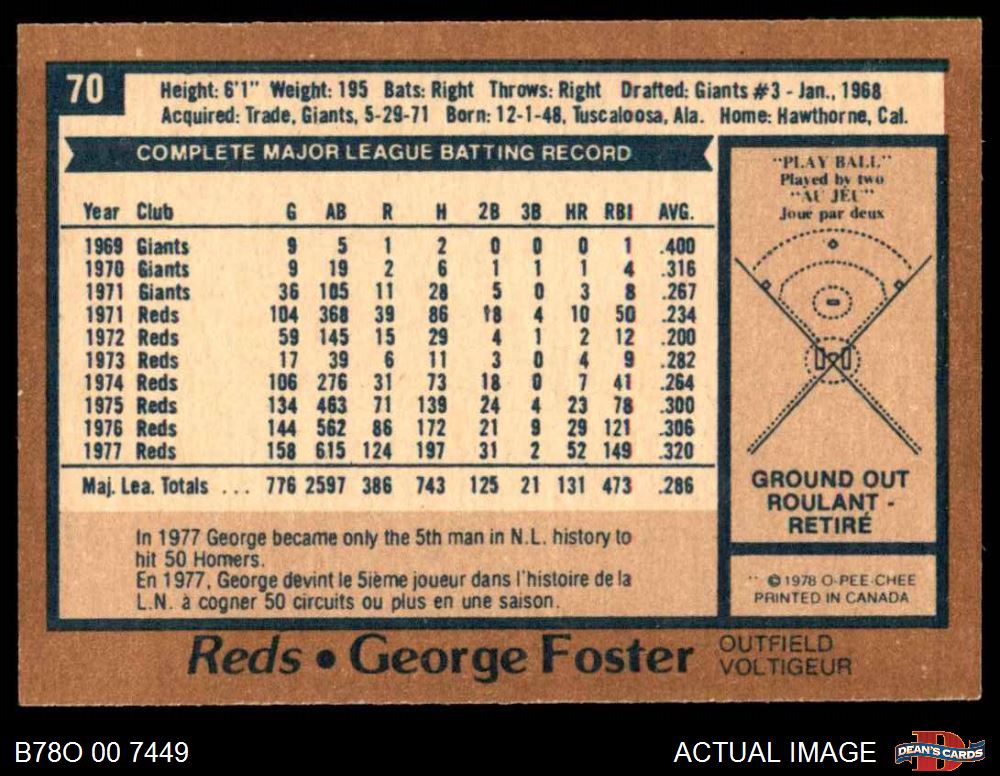 70
Height: 6'1" Weight: 195 Bats: Right Throws: Right Drafted: Giants #3 - Jan., 1968
Acquired: Trade, Giants, 5-29-71 Born: 12-1-48, Tuscaloosa, Ala. Home: Hawthorne, Cal.
COMPLETE MAJOR LEAGUE BATTING RECORD
Year Club G AB R H 2B 3B HR RBI AVG.
1969 Giants 9 5 1 2 0 0 0 1 .400
1970 Giants 9 19 2 6 1 1 1 4 .316
1971 Giants 36 105 11 28 5 0 3 8 .267
1971 Reds 104 368 39 86 18 4 10 50 .234
1972 Reds 59 145 15 29 4 1 2 12 .200
1973 Reds 17 39 6 11 3 0 4 9 .282
1974 Reds 106 276 31 73 18 0 7 41 .264
1975 Reds 134 463 71 139 24 4 23 78 .300
1976 Reds 144 562 86 172 21 9 29 121 .306
1977 Reds 158 615 124 197 31 2 52 149 .320
Maj. Lea. Totals ... 776 2597 386 743 125 21 131 473 .286
In 1977 George became only the 5th man in N.L. history to
hit 50 Homers.
En 1977, George devint le 5ième joueur dans l'histoire de la
L.N. à cogner 50 circuits ou plus en une saison.
"PLAY BALL"
Played by two
"AU JEU"
Joue par deux
GROUND OUT
ROULANT -
RETIRÉ
© 1978 O-PEE-CHEE
PRINTED IN CANADA
Reds • George Foster
OUTFIELD
VOLTIGEUR
B78O 00 7449
ACTUAL IMAGE
DEAN'S CARDS